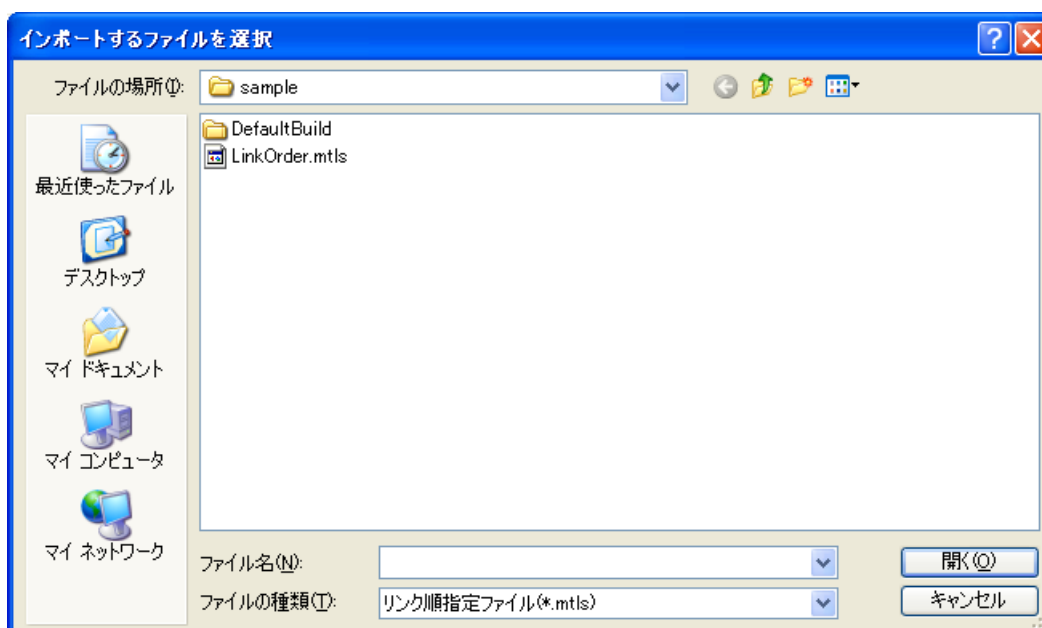 インポートするファイルを選択
ファイルの場所(I):
sample
DefaultBuild
LinkOrder.mtls
最近使ったファイル
デスクトップ
マイ ドキュメント
マイ コンピュータ
マイ ネットワーク
ファイル名(N):
開く(O)
ファイルの種類(T):
リンク順指定ファイル(*.mtls)
キャンセル